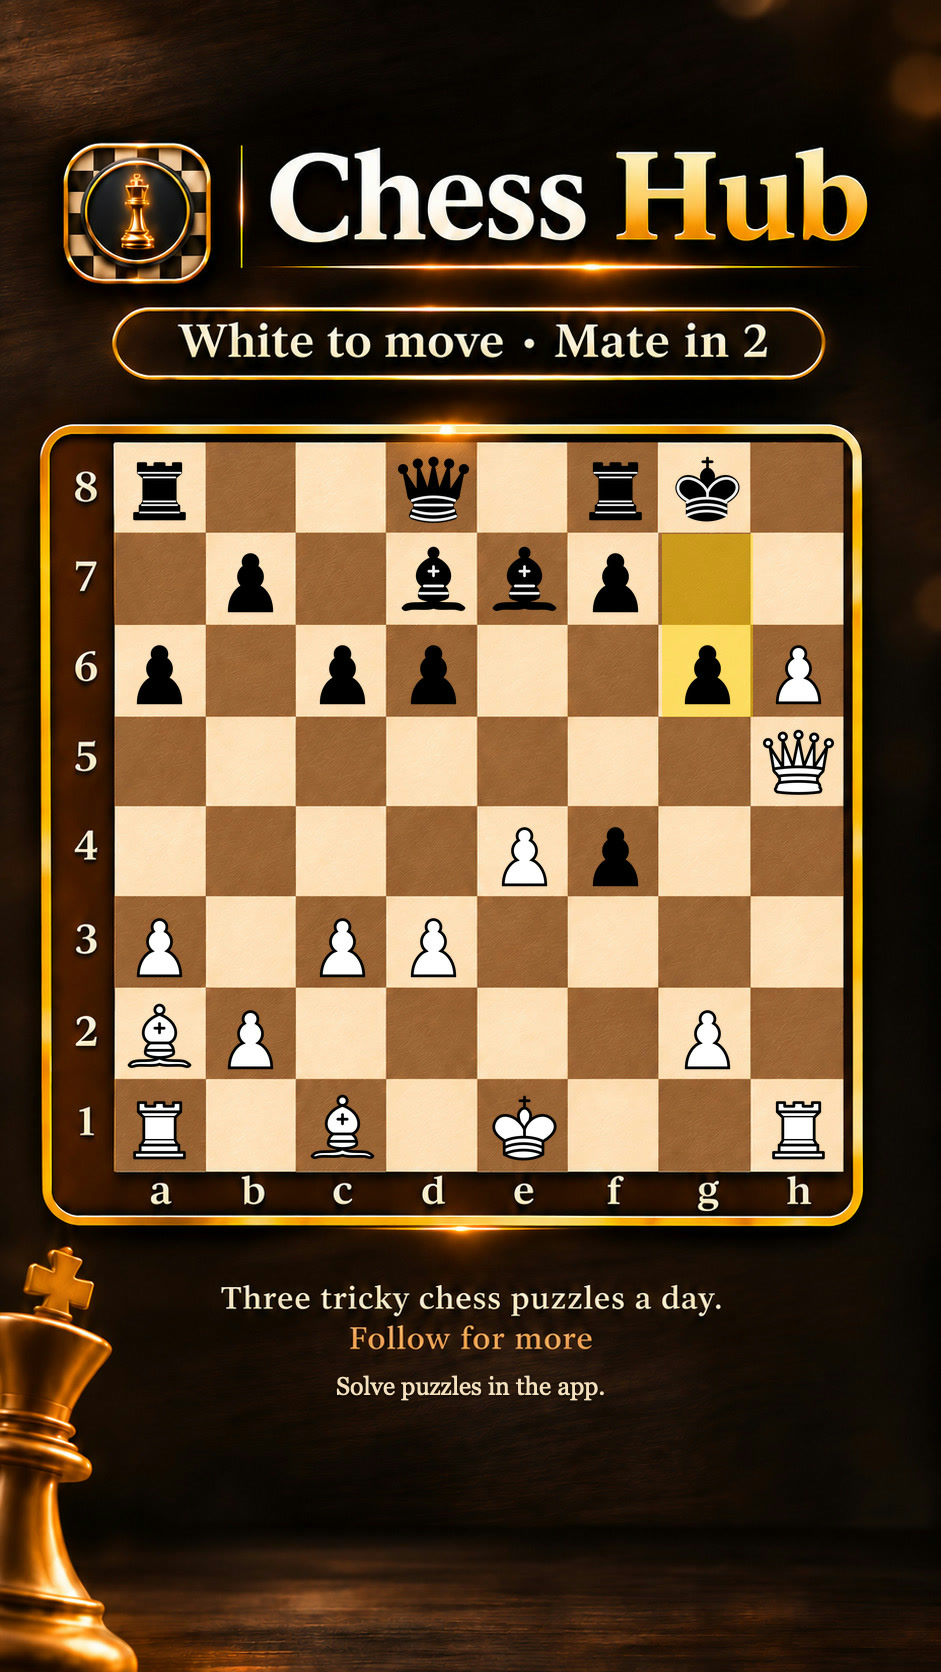 Chess Hub
White to move • Mate in 2
8
7
6
5
4
3
2
1
a b c d e f g h
Three tricky chess puzzles a day.
Follow for more
Solve puzzles in the app.